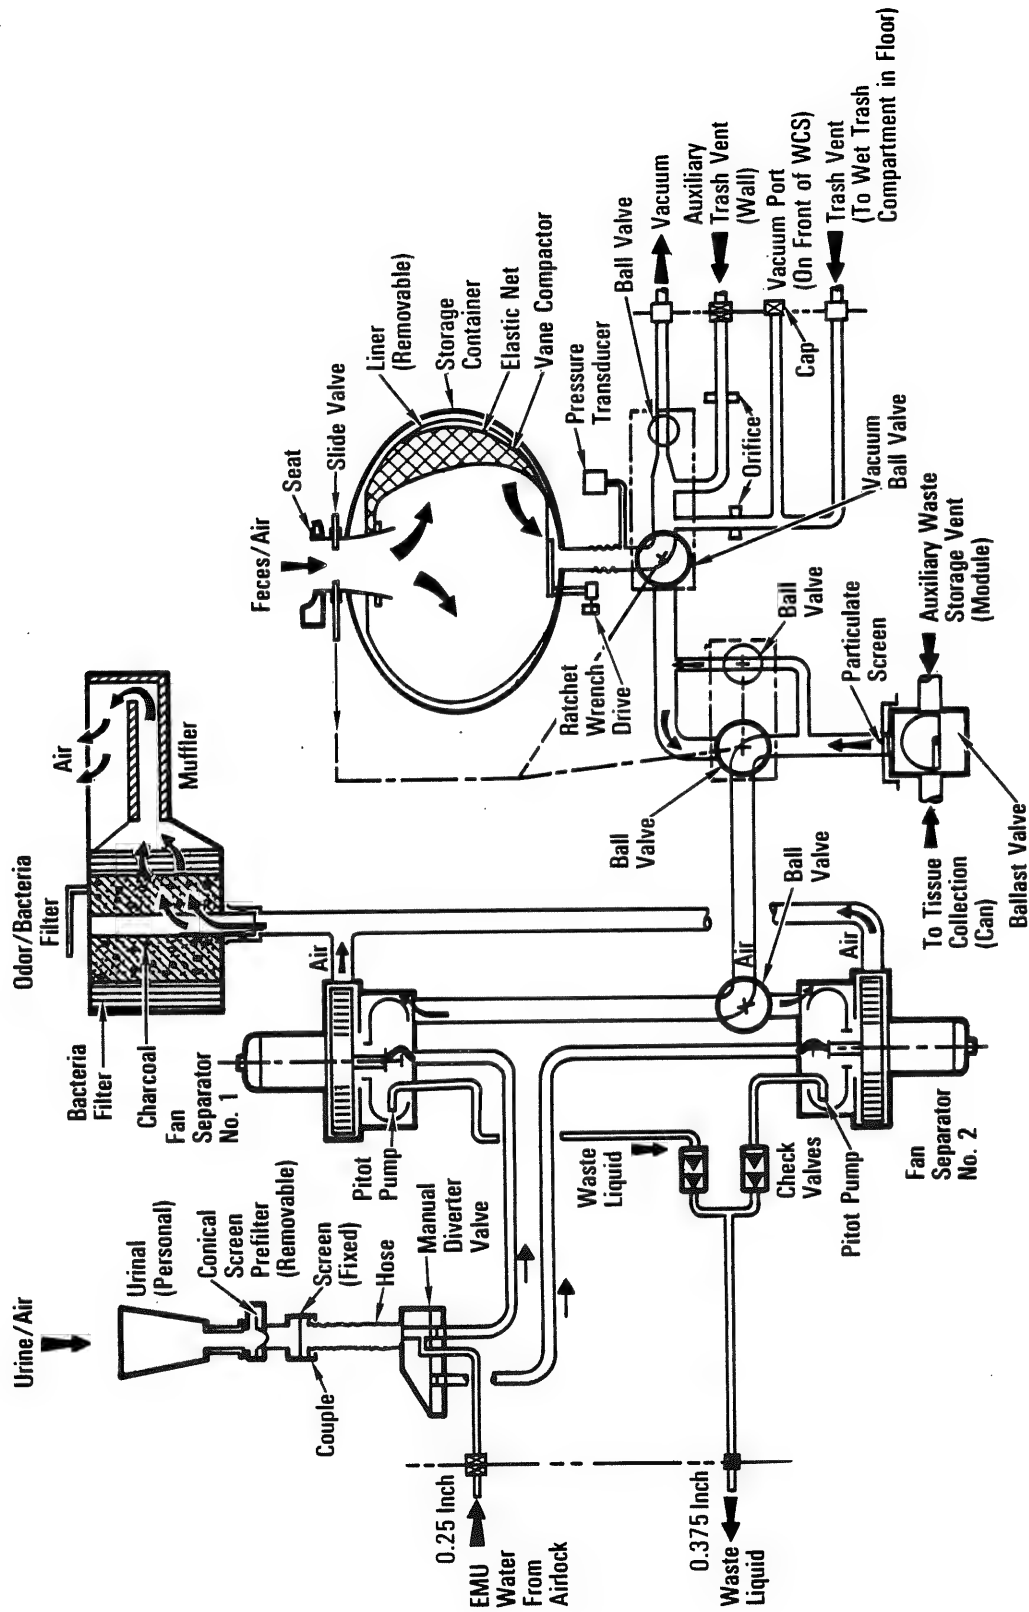 Urine/Air
Urinal
(Personal)
Conical
Screen
Prefilter
(Removable)
Screen
(Fixed)
Hose
Couple
Manual
Diverter
Valve
0.25 Inch
EMU
Water
From
Airlock
0.375 Inch
Waste
Liquid
Odor/Bacteria
Filter
Bacteria
Filter
Charcoal
Air
Muffler
Fan
Separator
No. 1
Air
Pitot
Pump
Waste
Liquid
Check
Valves
Pitot Pump
Fan
Separator
No. 2
Air
Air
Ball
Valve
Ball
Valve
To Tissue
Collection
(Can)
Ballast Valve
Particulate
Screen
Auxiliary Waste
Storage Vent
(Module)
Ball
Valve
Feces/Air
Seat
Slide Valve
Liner
(Removable)
Storage
Container
Elastic Net
Vane Compactor
Ratchet
Wrench
Drive
Pressure
Transducer
Ball Valve
Vacuum
Auxiliary
Trash Vent
(Wall)
Vacuum Port
(On Front of WCS)
Cap
Trash Vent
(To Wet Trash
Compartment in Floor)
Orifice
Vacuum
Ball Valve